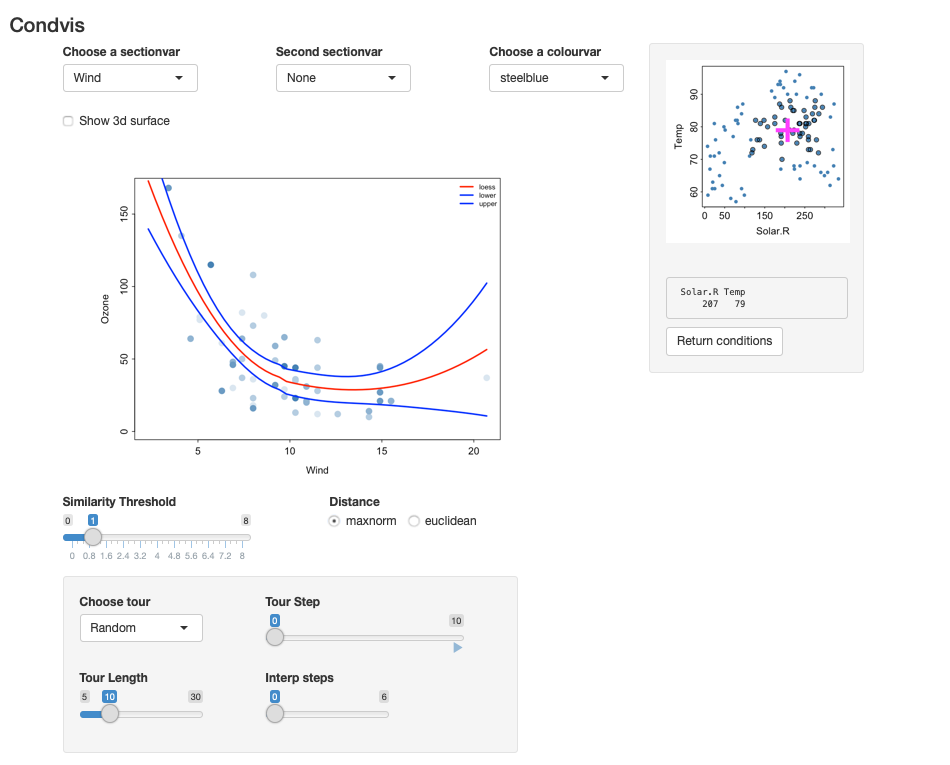 Condvis
Choose a sectionvar
Second sectionvar
Choose a colourvar
Wind
None
steelblue
Show 3d surface
loess
lower
upper
Ozone
0 50 100 150
5 10 15 20
Wind
Temp
60 70 80 90
0 50 150 250
Solar.R
Solar.R Temp
207 79
Return conditions
Similarity Threshold
0 1 8
0 0.8 1.6 2.4 3.2 4 4.8 5.6 6.4 7.2 8
Distance
maxnorm
euclidean
Choose tour
Random
Tour Step
0 10
Tour Length
5 10 30
Interp steps
0 6